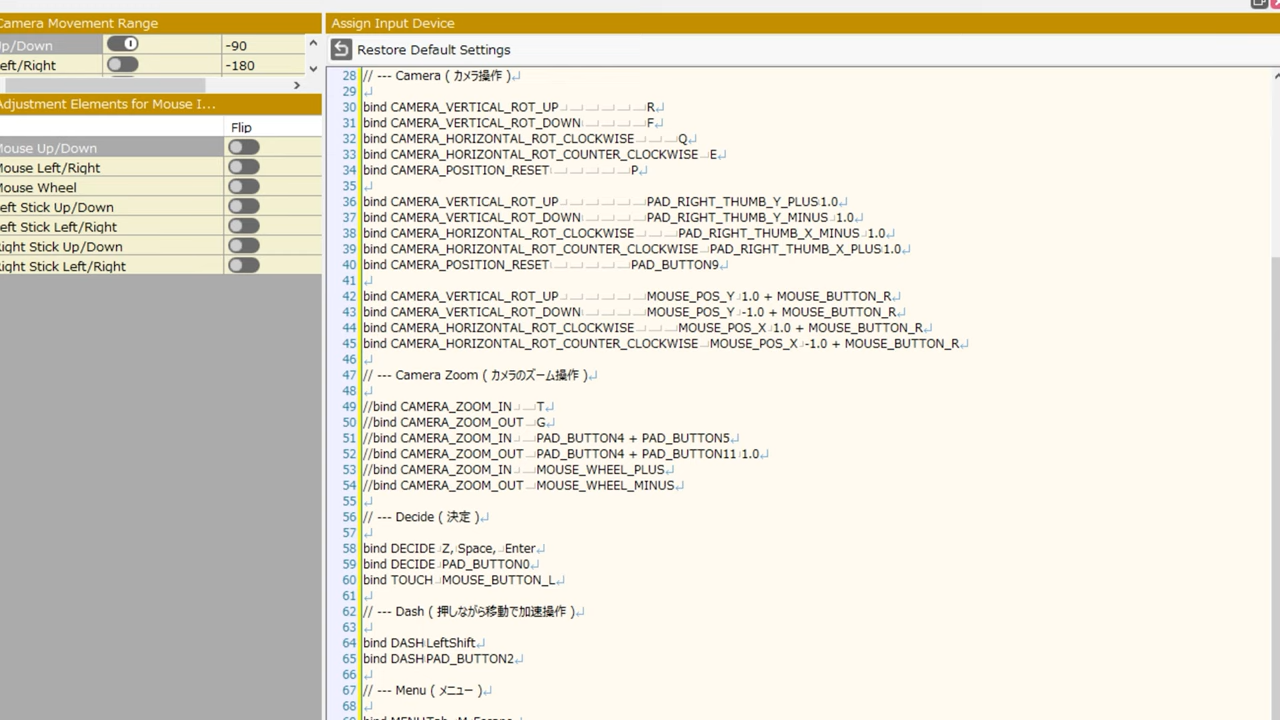 Camera Movement Range
Up/Down -90
Left/Right -180
Adjustment Elements for Mouse I...
Flip
Mouse Up/Down
Mouse Left/Right
Mouse Wheel
Left Stick Up/Down
Left Stick Left/Right
Right Stick Up/Down
Right Stick Left/Right
Assign Input Device
Restore Default Settings
28 // --- Camera ( カメラ操作 )
29
30 bind CAMERA_VERTICAL_ROT_UP R
31 bind CAMERA_VERTICAL_ROT_DOWN F
32 bind CAMERA_HORIZONTAL_ROT_CLOCKWISE Q
33 bind CAMERA_HORIZONTAL_ROT_COUNTER_CLOCKWISE E
34 bind CAMERA_POSITION_RESET P
35
36 bind CAMERA_VERTICAL_ROT_UP PAD_RIGHT_THUMB_Y_PLUS 1.0
37 bind CAMERA_VERTICAL_ROT_DOWN PAD_RIGHT_THUMB_Y_MINUS 1.0
38 bind CAMERA_HORIZONTAL_ROT_CLOCKWISE PAD_RIGHT_THUMB_X_MINUS 1.0
39 bind CAMERA_HORIZONTAL_ROT_COUNTER_CLOCKWISE PAD_RIGHT_THUMB_X_PLUS 1.0
40 bind CAMERA_POSITION_RESET PAD_BUTTON9
41
42 bind CAMERA_VERTICAL_ROT_UP MOUSE_POS_Y 1.0 + MOUSE_BUTTON_R
43 bind CAMERA_VERTICAL_ROT_DOWN MOUSE_POS_Y -1.0 + MOUSE_BUTTON_R
44 bind CAMERA_HORIZONTAL_ROT_CLOCKWISE MOUSE_POS_X 1.0 + MOUSE_BUTTON_R
45 bind CAMERA_HORIZONTAL_ROT_COUNTER_CLOCKWISE MOUSE_POS_X -1.0 + MOUSE_BUTTON_R
46
47 // --- Camera Zoom ( カメラのズーム操作 )
48
49 //bind CAMERA_ZOOM_IN T
50 //bind CAMERA_ZOOM_OUT G
51 //bind CAMERA_ZOOM_IN PAD_BUTTON4 + PAD_BUTTON5
52 //bind CAMERA_ZOOM_OUT PAD_BUTTON4 + PAD_BUTTON11 1.0
53 //bind CAMERA_ZOOM_IN MOUSE_WHEEL_PLUS
54 //bind CAMERA_ZOOM_OUT MOUSE_WHEEL_MINUS
55
56 // --- Decide ( 決定 )
57
58 bind DECIDE Z, Space, Enter
59 bind DECIDE PAD_BUTTON0
60 bind TOUCH MOUSE_BUTTON_L
61
62 // --- Dash ( 押しながら移動で加速操作 )
63
64 bind DASH LeftShift
65 bind DASH PAD_BUTTON2
66
67 // --- Menu ( メニュー )
68
69 bind MENU Tab, M, Escape